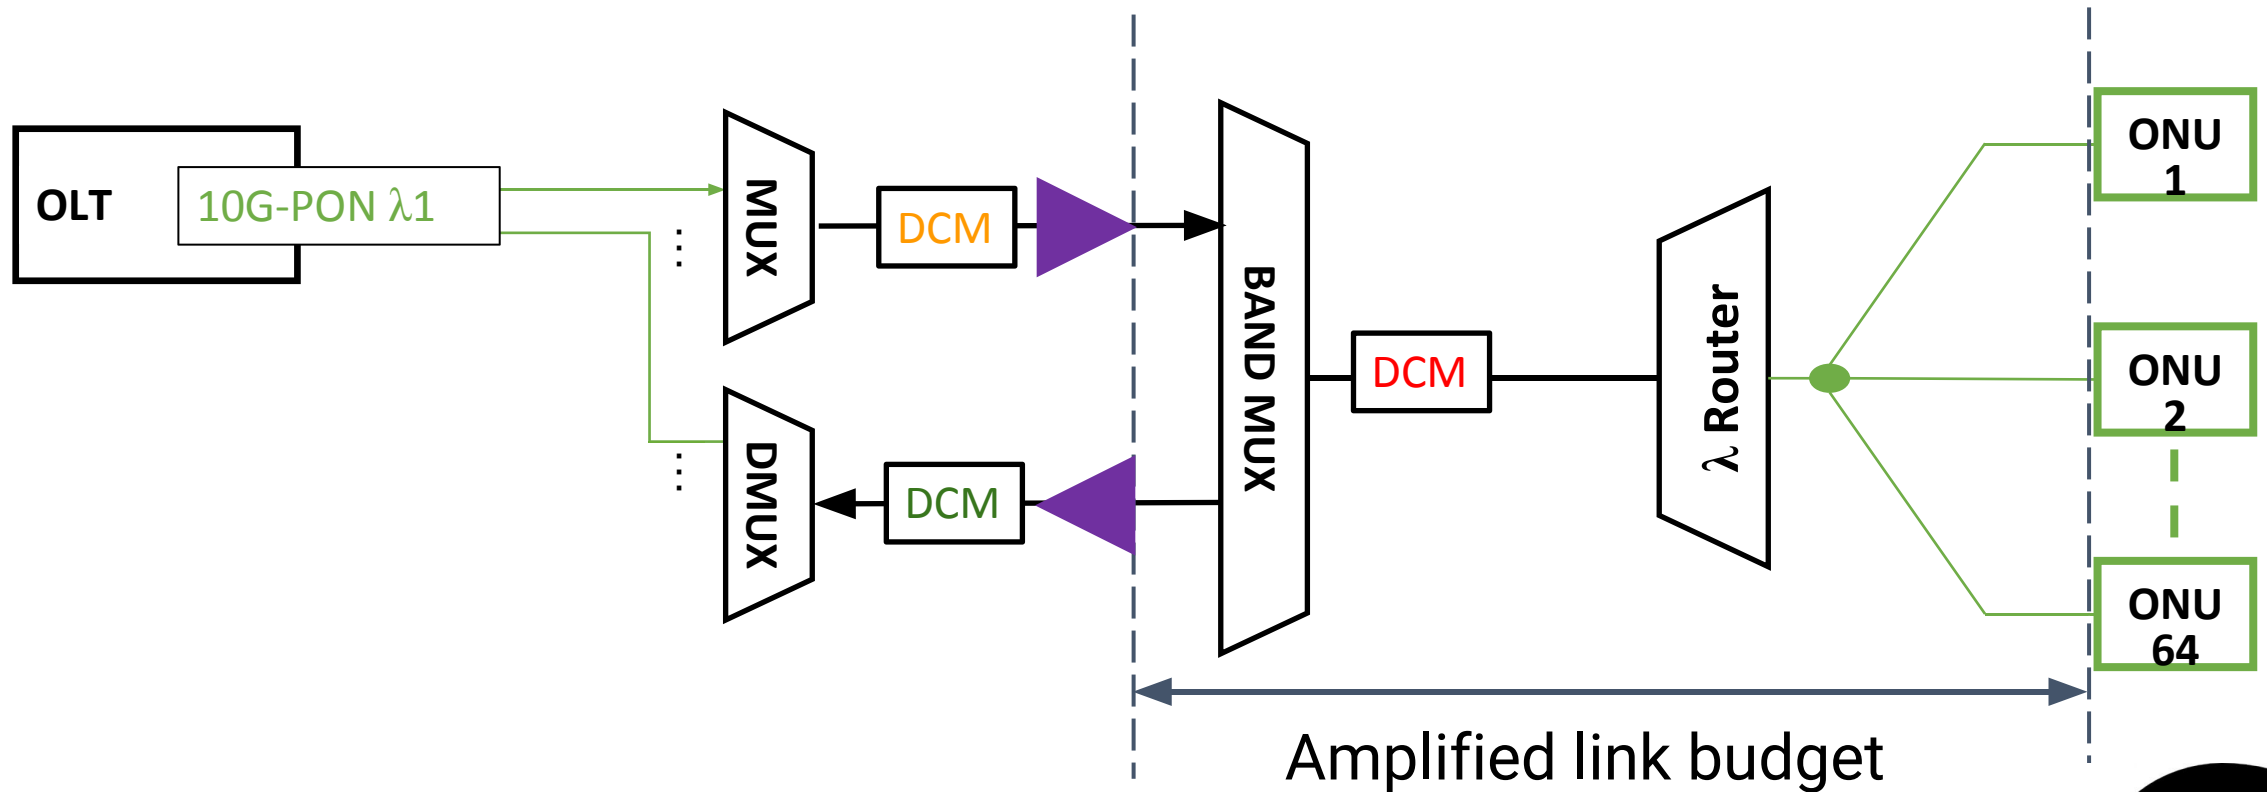 OLT
10G-PON λ1
...
MUX
DCM
BAND MUX
DCM
λ Router
...
DMUX
DCM
ONU
1
ONU
2
ONU
64
Amplified link budget